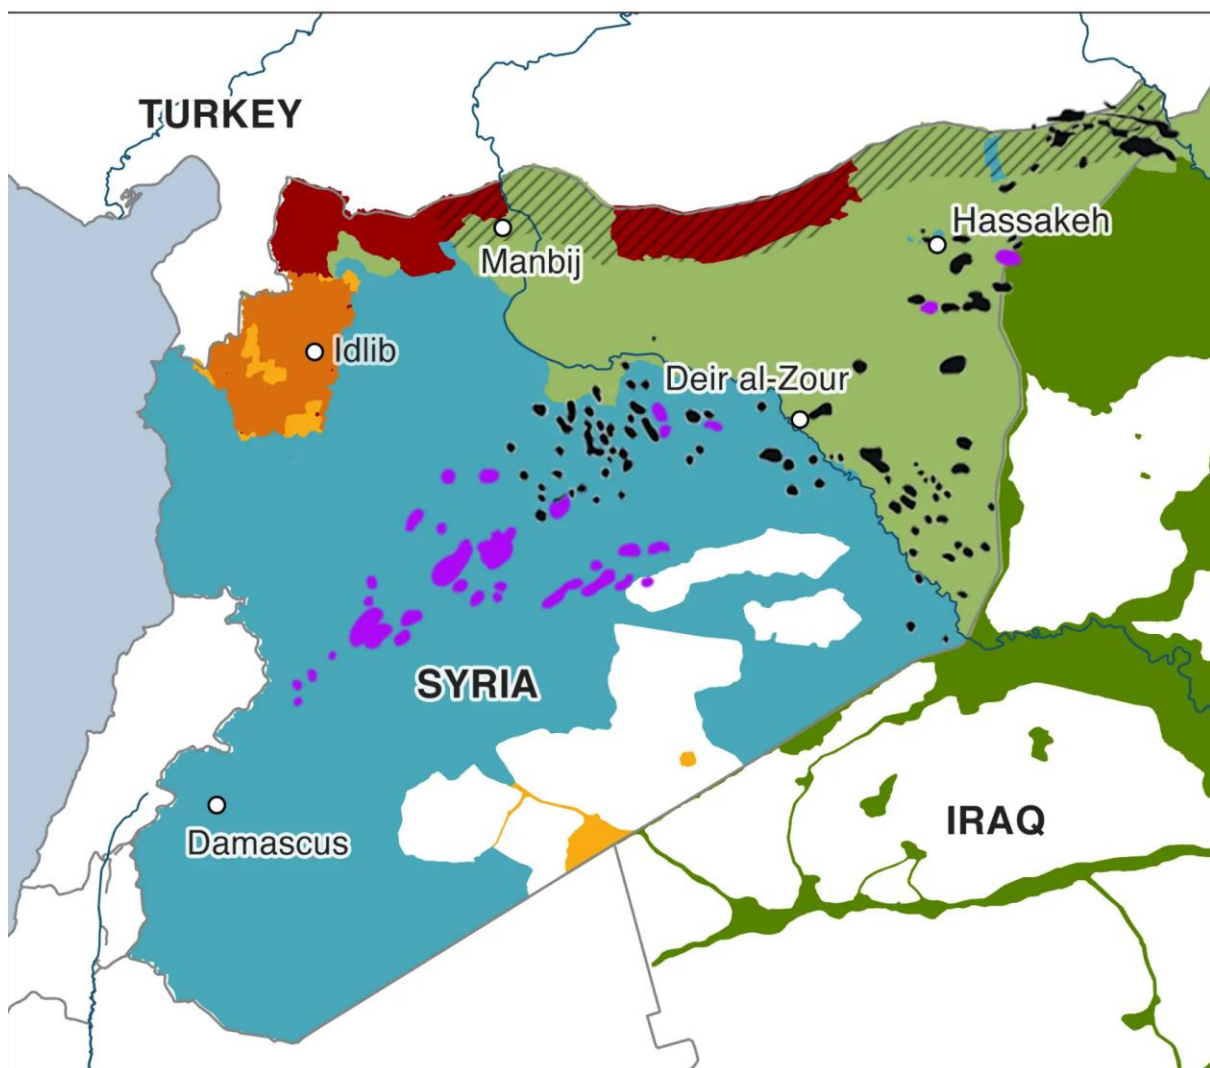 TURKEY
Hassakeh
Manbij
Idlib
Deir al-Zour
SYRIA
IRAQ
Damascus